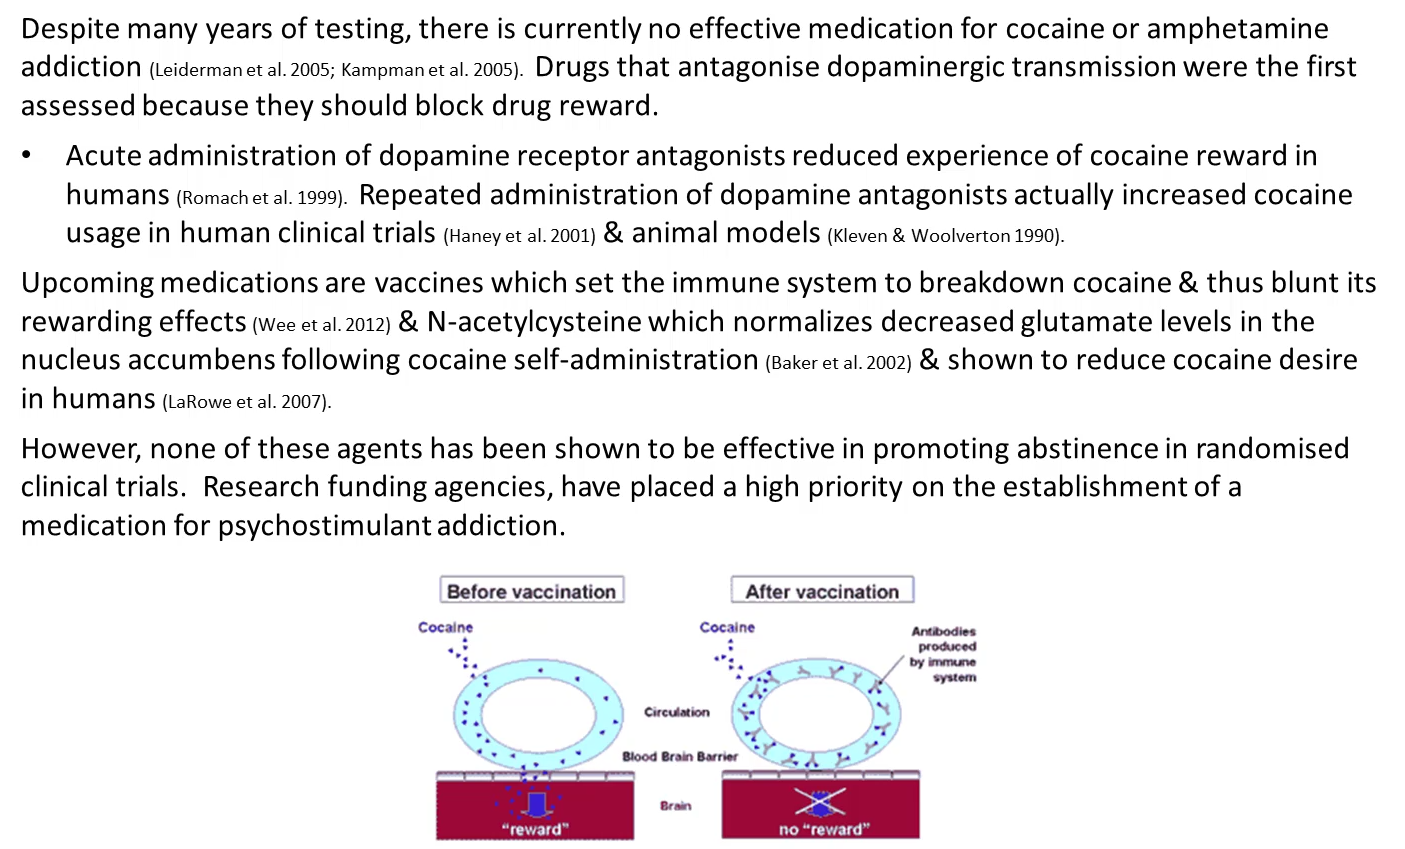 Despite many years of testing, there is currently no effective medication for cocaine or amphetamine
addiction (Leiderman et al. 2005; Kampman et al. 2005).  Drugs that antagonise dopaminergic transmission were the first
assessed because they should block drug reward.
• Acute administration of dopamine receptor antagonists reduced experience of cocaine reward in
humans (Romach et al. 1999).  Repeated administration of dopamine antagonists actually increased cocaine
usage in human clinical trials (Haney et al. 2001) & animal models (Kleven & Woolverton 1990).
Upcoming medications are vaccines which set the immune system to breakdown cocaine & thus blunt its
rewarding effects (Wee et al. 2012) & N-acetylcysteine which normalizes decreased glutamate levels in the
nucleus accumbens following cocaine self-administration (Baker et al. 2002) & shown to reduce cocaine desire
in humans (LaRowe et al. 2007).
However, none of these agents has been shown to be effective in promoting abstinence in randomised
clinical trials.  Research funding agencies, have placed a high priority on the establishment of a
medication for psychostimulant addiction.
Before vaccination
After vaccination
Cocaine
Cocaine
Antibodies
produced
by immune
system
Circulation
Blood Brain Barrier
Brain
"reward"
no "reward"